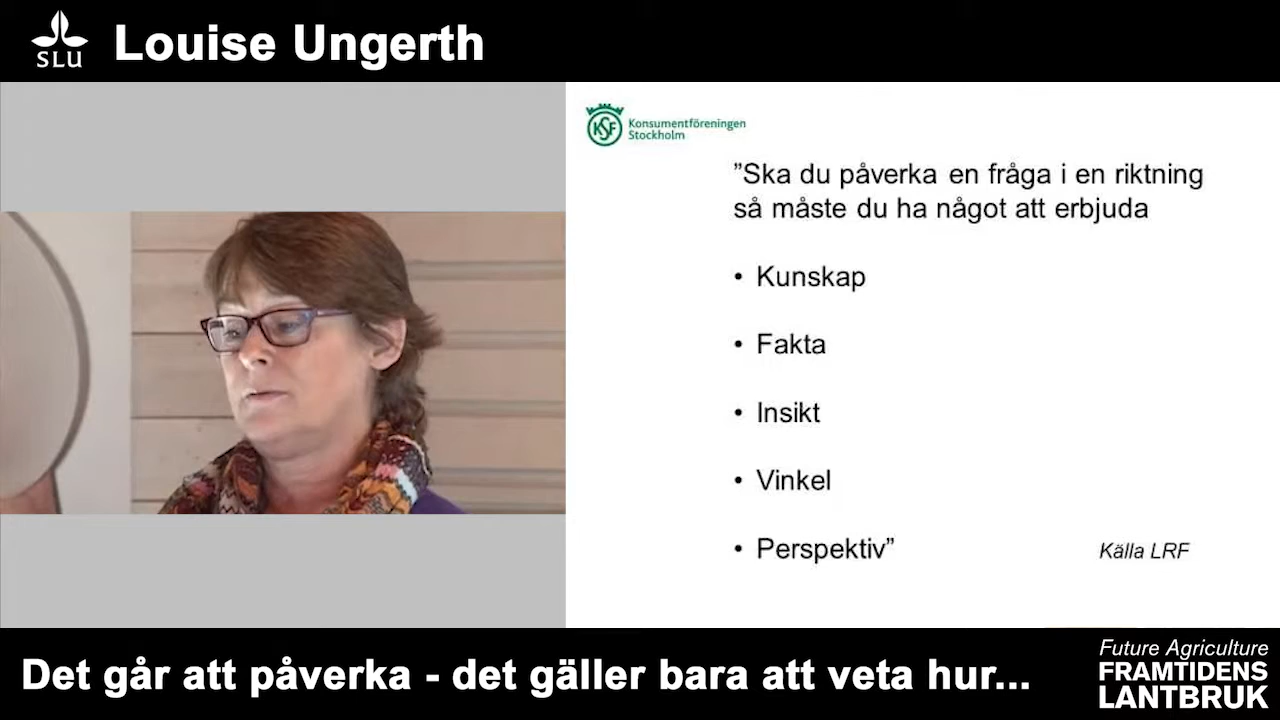 SLU
Louise Ungerth
KSF
Konsumentföreningen
Stockholm
”Ska du påverka en fråga i en riktning
så måste du ha något att erbjuda
• Kunskap
• Fakta
• Insikt
• Vinkel
• Perspektiv”
Källa LRF
Det går att påverka - det gäller bara att veta hur...
Future Agriculture
FRAMTIDENS
LANTBRUK